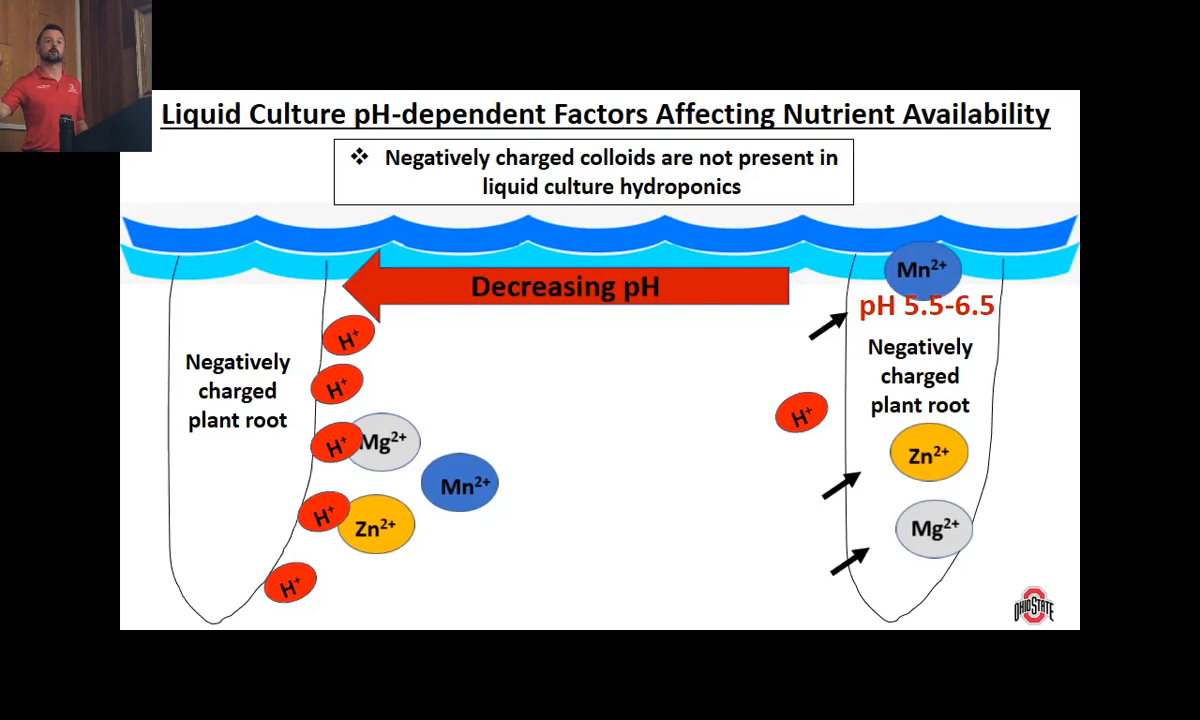 Liquid Culture pH-dependent Factors Affecting Nutrient Availability
❖ Negatively charged colloids are not present in
liquid culture hydroponics
Decreasing pH
Mn²⁺
pH 5.5-6.5
H⁺
H⁺
H⁺
H⁺
H⁺
Negatively
charged
plant root
Mg²⁺
Mn²⁺
Zn²⁺
H⁺
Negatively
charged
plant root
Zn²⁺
Mg²⁺
OHIO STATE